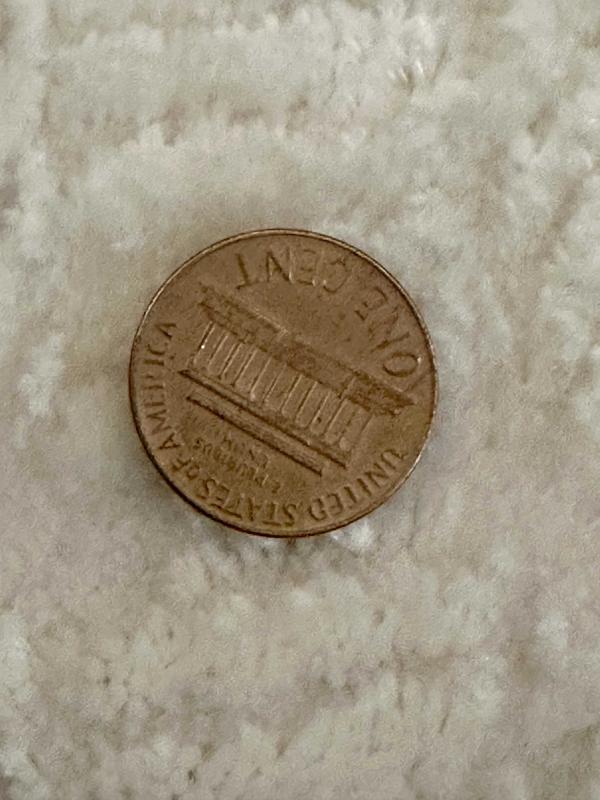 UNITED STATES OF AMERICA
E PLURIBUS
UNUM
ONE CENT